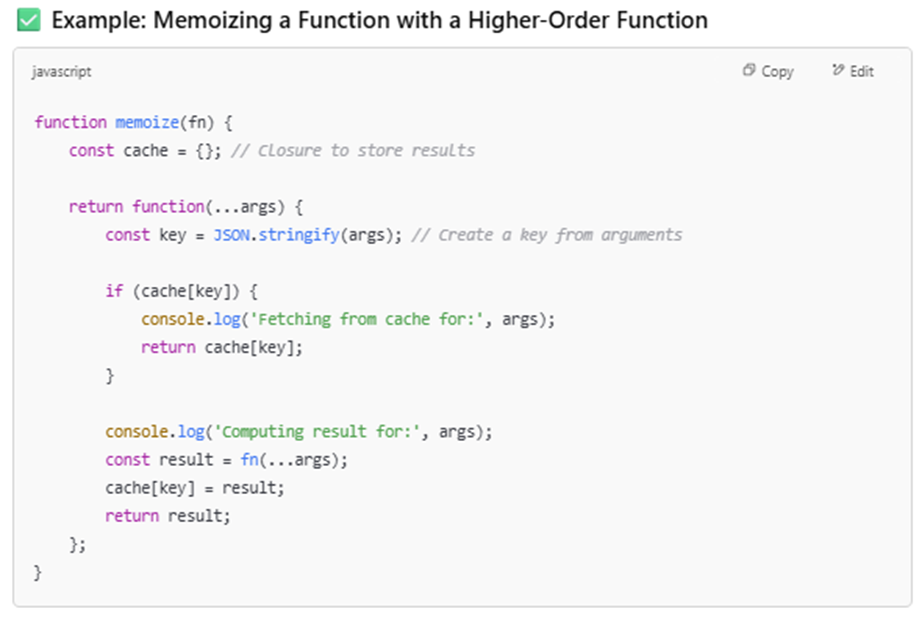 ✅ Example: Memoizing a Function with a Higher-Order Function
javascript Copy Edit
function memoize(fn) {
    const cache = {}; // Closure to store results

    return function(...args) {
        const key = JSON.stringify(args); // Create a key from arguments

        if (cache[key]) {
            console.log('Fetching from cache for:', args);
            return cache[key];
        }

        console.log('Computing result for:', args);
        const result = fn(...args);
        cache[key] = result;
        return result;
    };
}